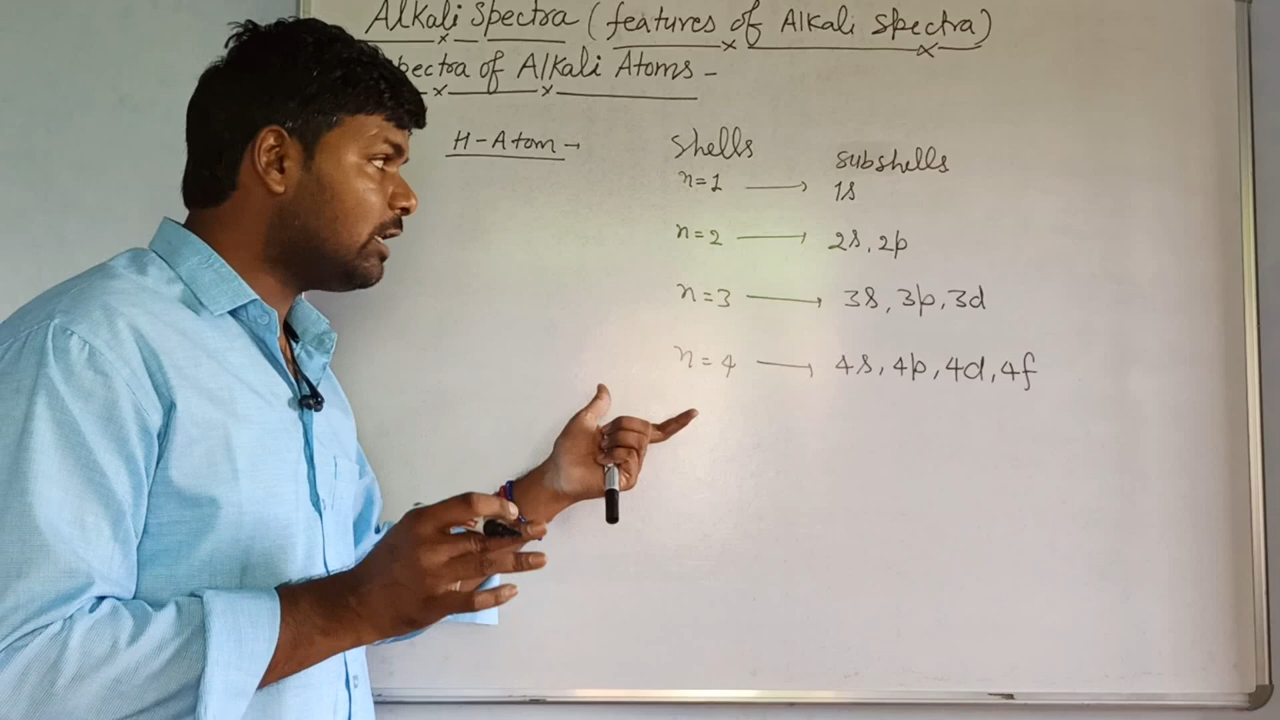 Alkali Spectra (features of Alkali Spectra)
pectra of Alkali Atoms -
H-Atom → shells subshells
n=1 → 1s
n=2 → 2s, 2p
n=3 → 3s, 3p, 3d
n=4 → 4s, 4p, 4d, 4f